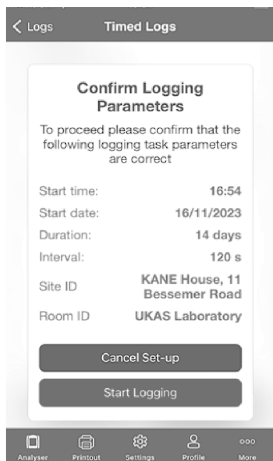 Logs Timed Logs
Confirm Logging
Parameters
To proceed please confirm that the
following logging task parameters
are correct
Start time: 16:54
Start date: 16/11/2023
Duration: 14 days
Interval: 120 s
Site ID KANE House, 11
Bessemer Road
Room ID UKAS Laboratory
Cancel Set-up
Start Logging
Analyser Printout Settings Profile More